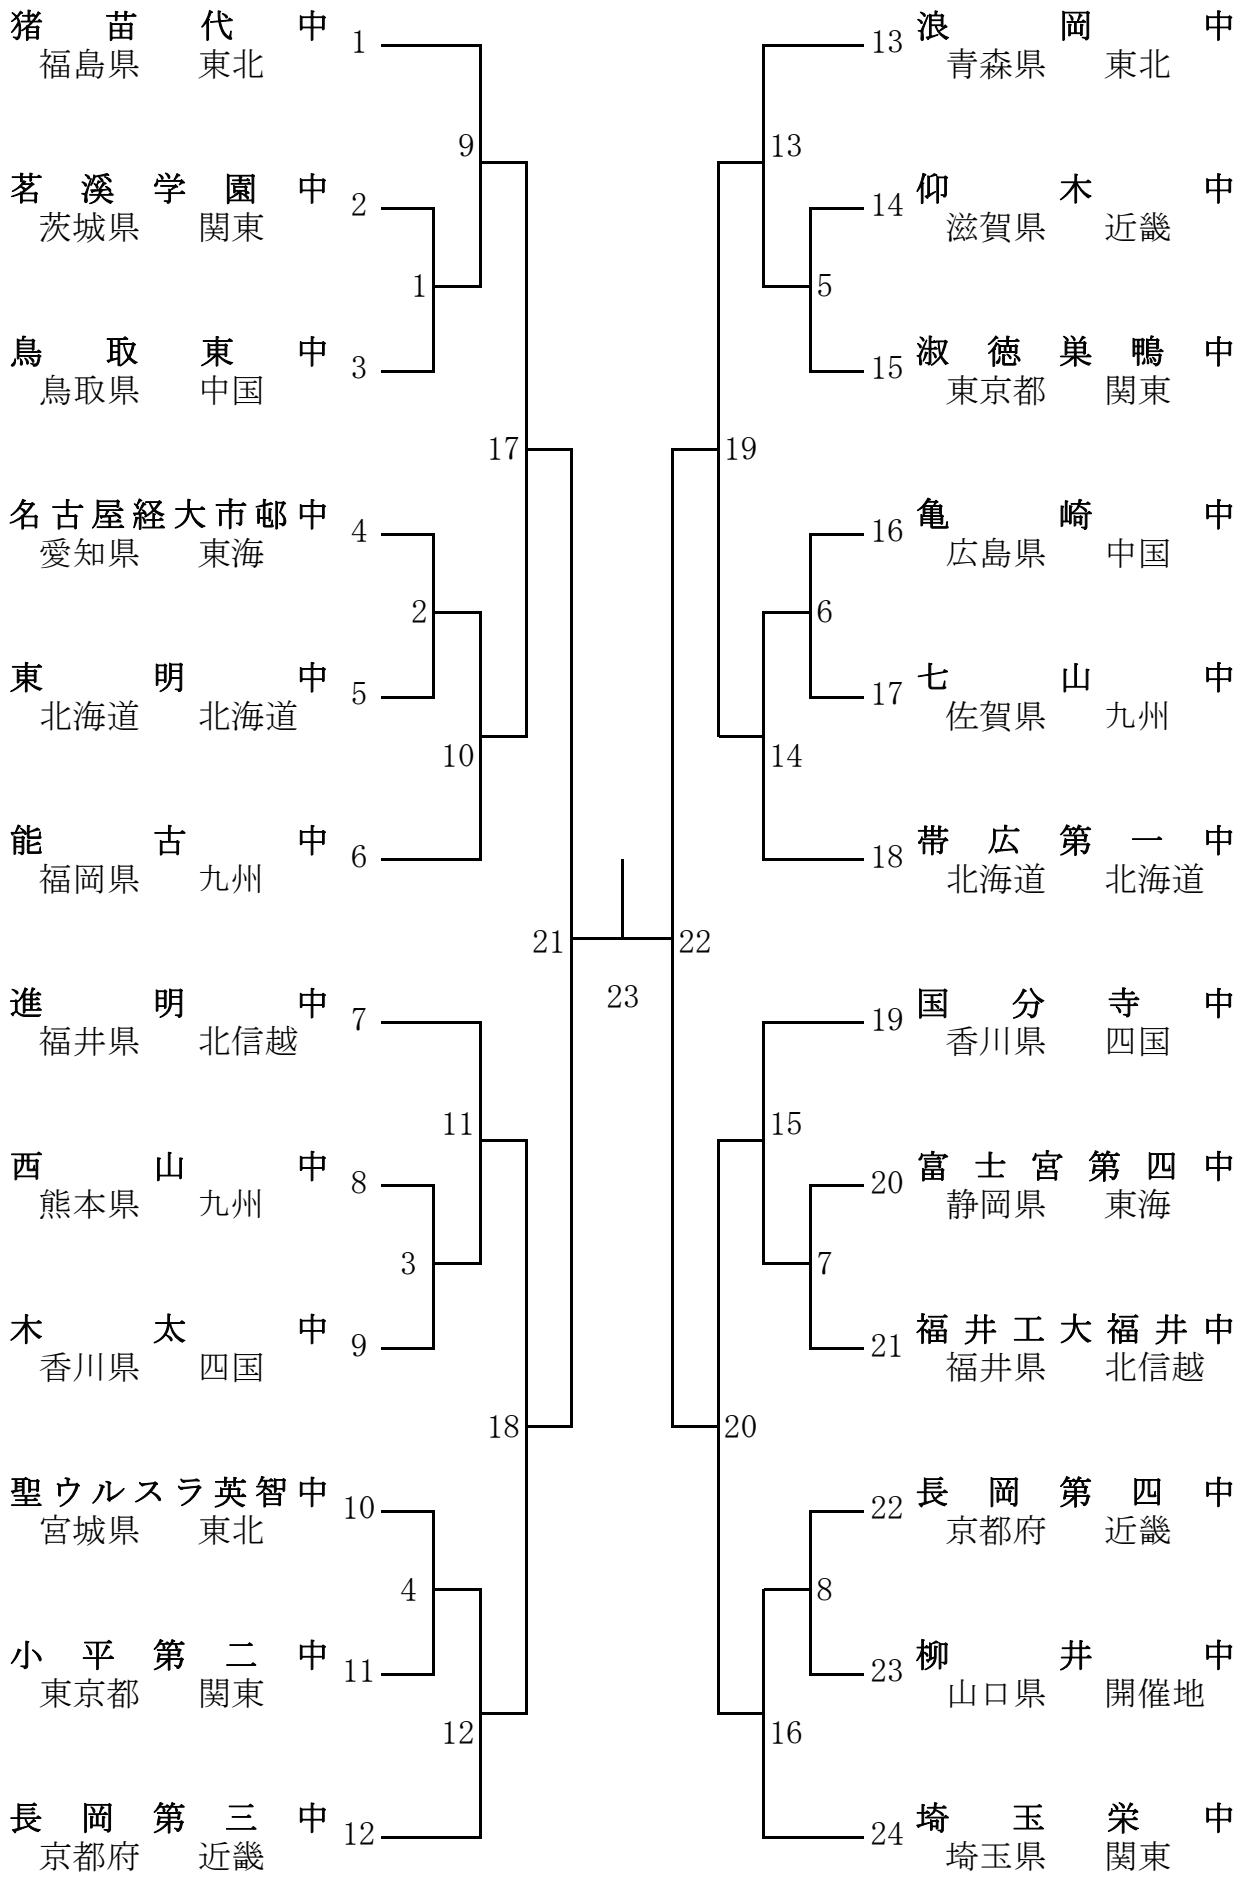 猪苗代中 1
福島県 東北
9
茗溪学園中 2
茨城県 関東
1
鳥取東中 3
鳥取県 中国
17
名古屋経大市邨中 4
愛知県 東海
2
東明中 5
北海道 北海道
10
能古中 6
福岡県 九州
21
進明中 7
福井県 北信越
11
西山中 8
熊本県 九州
3
木太中 9
香川県 四国
18
聖ウルスラ英智中 10
宮城県 東北
4
小平第二中 11
東京都 関東
12
長岡第三中 12
京都府 近畿
23
13 浪岡中
青森県 東北
13
14 仰木中
滋賀県 近畿
5
15 淑徳巣鴨中
東京都 関東
19
16 亀崎中
広島県 中国
6
17 七山中
佐賀県 九州
14
18 帯広第一中
北海道 北海道
22
19 国分寺中
香川県 四国
15
20 富士宮第四中
静岡県 東海
7
21 福井工大福井中
福井県 北信越
20
22 長岡第四中
京都府 近畿
8
23 柳井中
山口県 開催地
16
24 埼玉栄中
埼玉県 関東